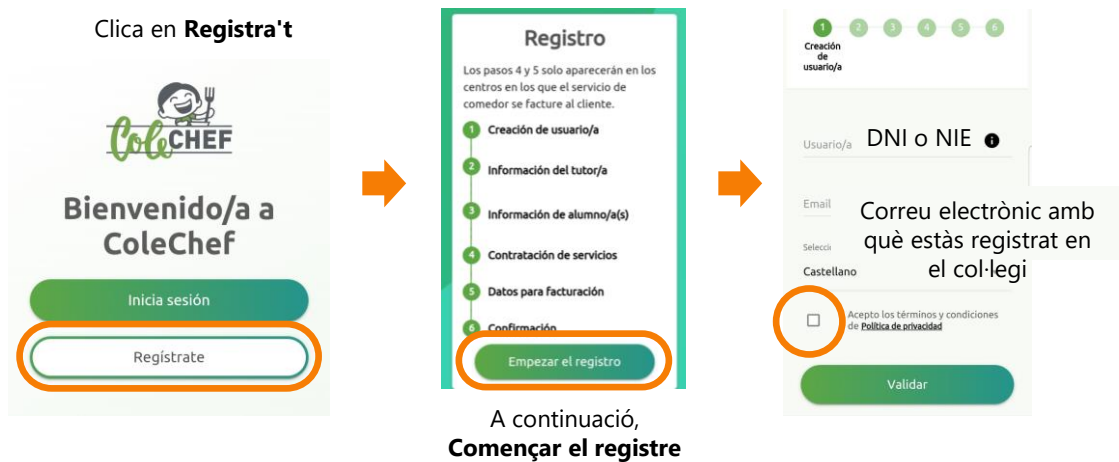 Clica en Registra't
ColeCHEF
Bienvenido/a a
ColeChef
Inicia sesión
Regístrate
Registro
Los pasos 4 y 5 solo aparecerán en los
centros en los que el servicio de
comedor se facture al cliente.
1 Creación de usuario/a
2 Información del tutor/a
3 Información de alumno/a(s)
4 Contratación de servicios
5 Datos para facturación
6 Confirmación
Empezar el registro
A continuació,
Començar el registre
1 2 3 4 5 6
Creación
de
usuario/a
Usuario/a DNI o NIE
Email
Correu electrònic amb
què estàs registrat en
el col·legi
Castellano
Acepto los términos y condiciones
de Política de privacidad
Validar